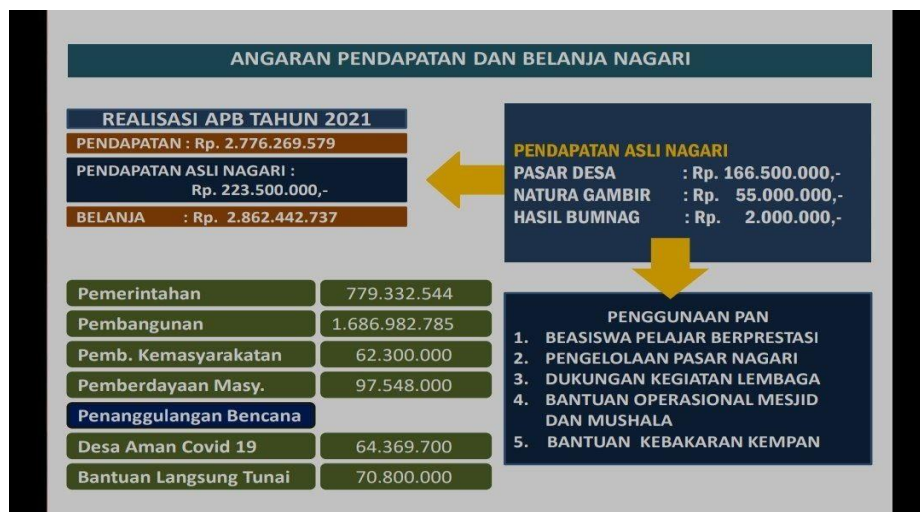 ANGARAN PENDAPATAN DAN BELANJA NAGARI
REALISASI APB TAHUN 2021
PENDAPATAN : Rp. 2.776.269.579
PENDAPATAN ASLI NAGARI :
Rp. 223.500.000,-
BELANJA : Rp. 2.862.442.737
PENDAPATAN ASLI NAGARI
PASAR DESA : Rp. 166.500.000,-
NATURA GAMBIR : Rp. 55.000.000,-
HASIL BUMNAG : Rp. 2.000.000,-
Pemerintahan 779.332.544
Pembangunan 1.686.982.785
Pemb. Kemasyarakatan 62.300.000
Pemberdayaan Masy. 97.548.000
Penanggulangan Bencana
Desa Aman Covid 19 64.369.700
Bantuan Langsung Tunai 70.800.000
PENGGUNAAN PAN
1. BEASISWA PELAJAR BERPRESTASI
2. PENGELOLAAN PASAR NAGARI
3. DUKUNGAN KEGIATAN LEMBAGA
4. BANTUAN OPERASIONAL MESJID
DAN MUSHALA
5. BANTUAN KEBAKARAN KEMPAN